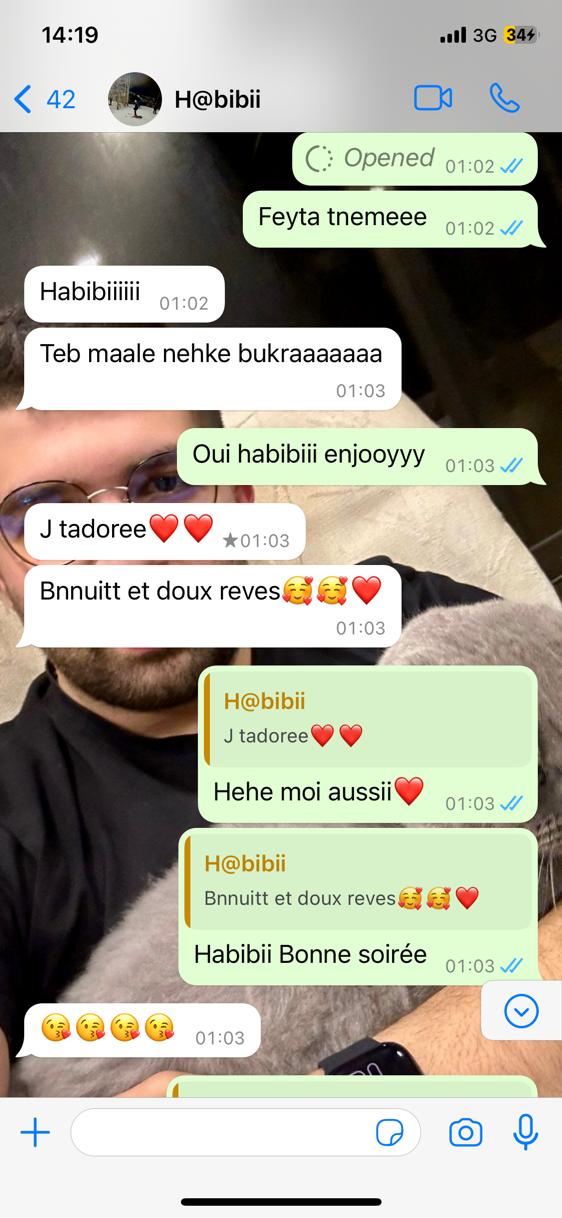 14:19
3G 34
42 H@bibii
Opened 01:02
Feyta tnemeee 01:02
Habibiiiiii 01:02
Teb maale nehke bukraaaaaaa
01:03
Oui habibiii enjooyyy 01:03
J tadoree❤️❤️ ★01:03
Bnnuitt et doux reves🥰🥰❤️
01:03
H@bibii
J tadoree❤️❤️
Hehe moi aussii❤️ 01:03
H@bibii
Bnnuitt et doux reves🥰🥰❤️
Habibii Bonne soirée 01:03
😘😘😘😘 01:03